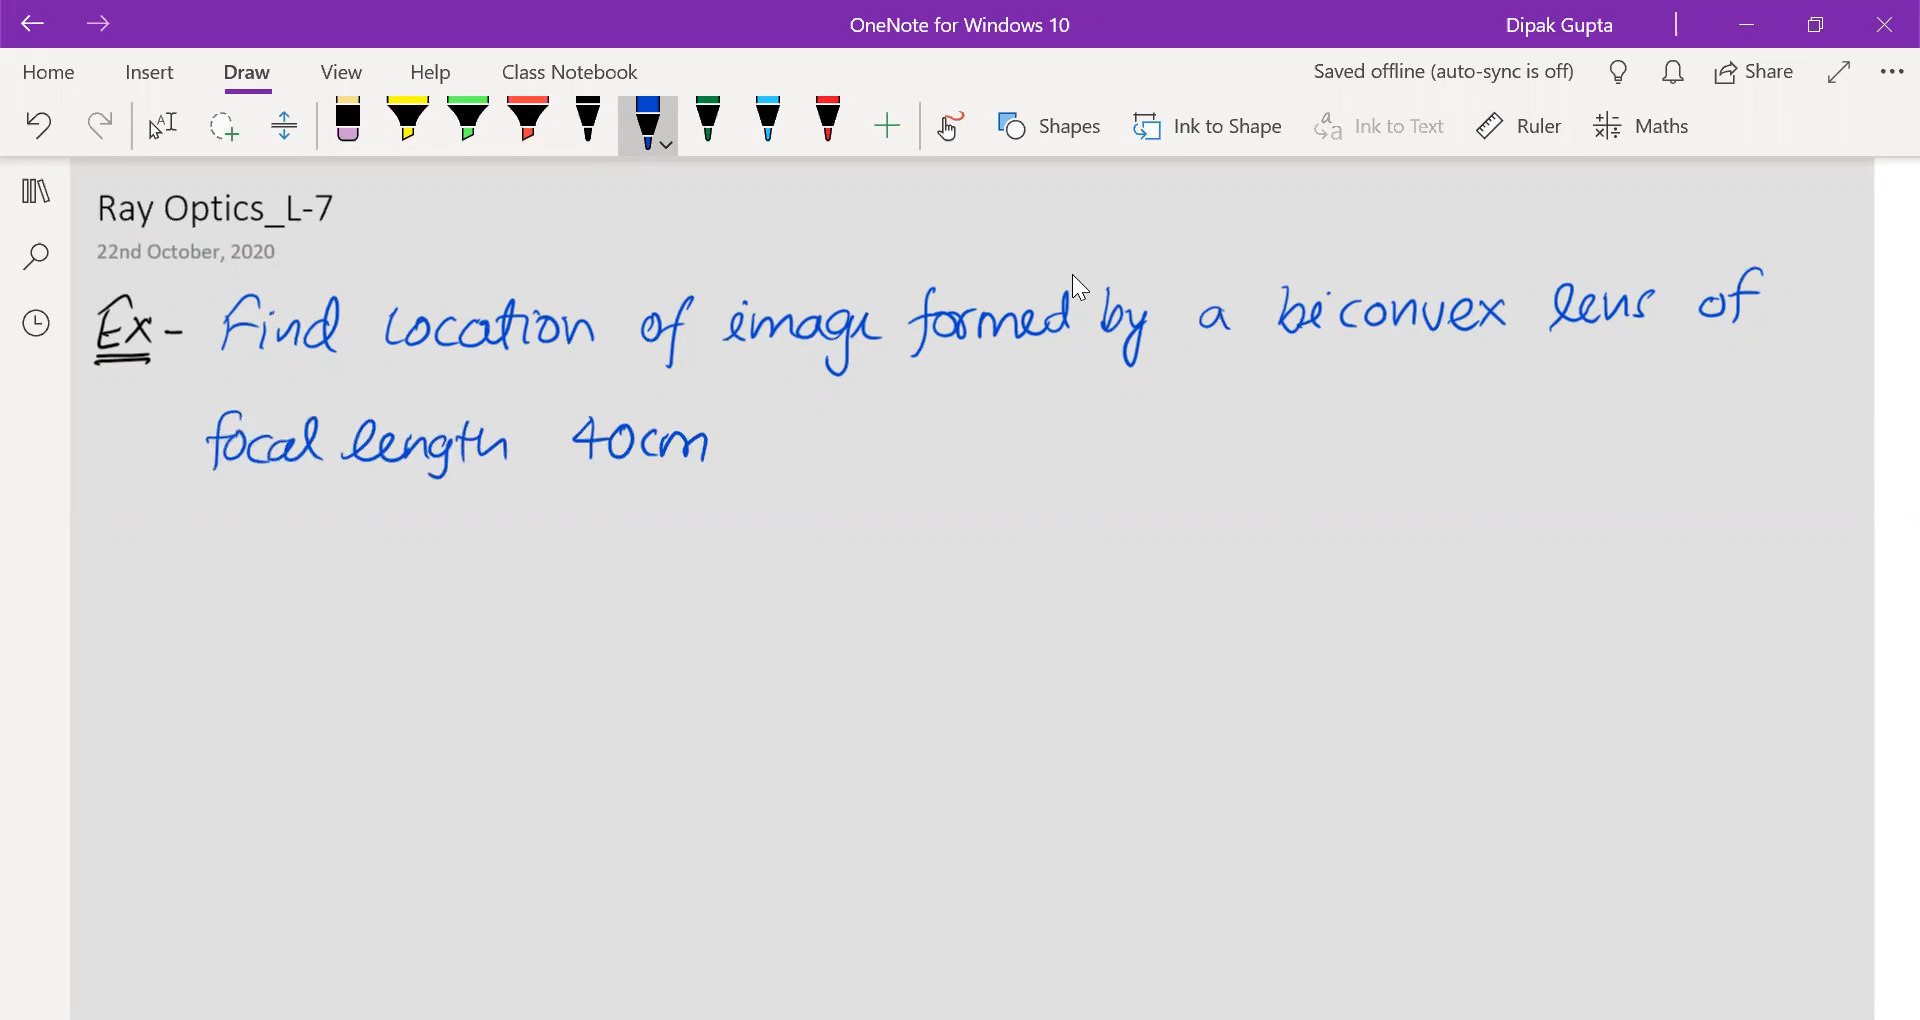 OneNote for Windows 10
Dipak Gupta
Home Insert Draw View Help Class Notebook
Saved offline (auto-sync is off) Share
Shapes Ink to Shape Ink to Text Ruler Maths
Ray Optics_L-7
22nd October, 2020
Ex- Find location of image formed by a biconvex lens of
focal length 40cm